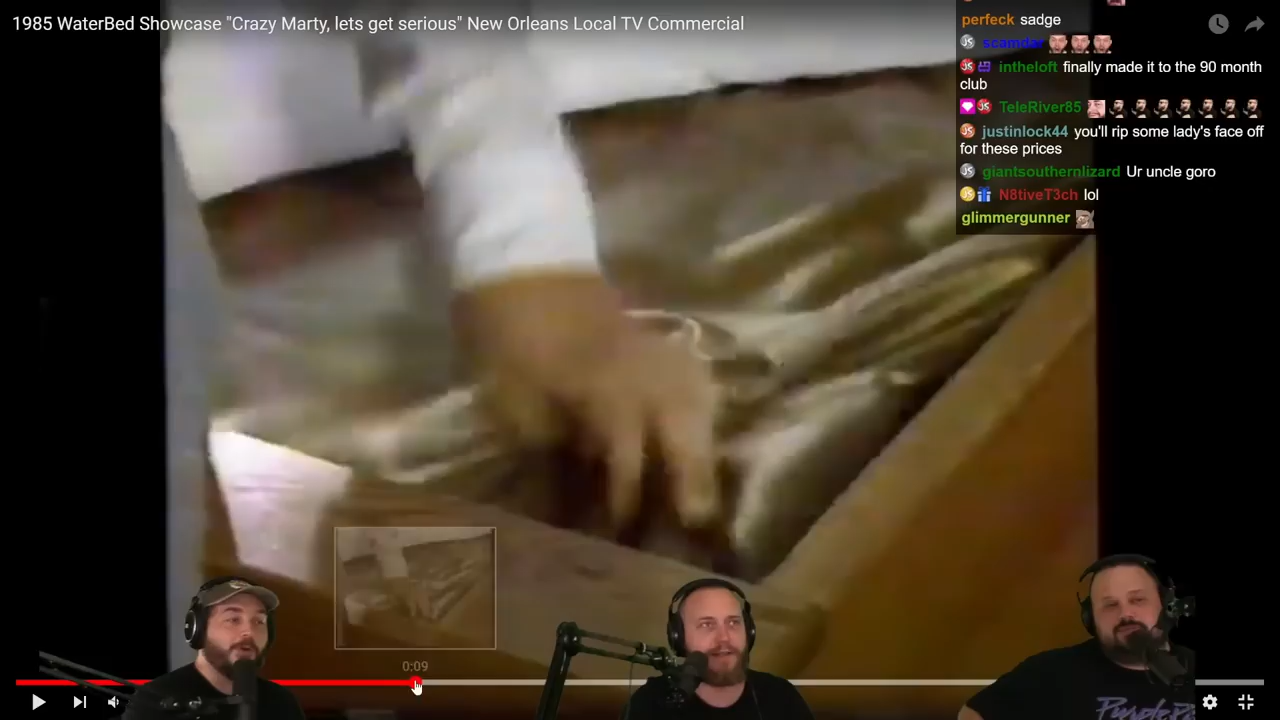 1985 WaterBed Showcase "Crazy Marty, lets get serious" New Orleans Local TV Commercial
perfeck sadge
scamdar
intheloft finally made it to the 90 month
club
TeleRiver85
justinlock44 you'll rip some lady's face off
for these prices
giantsouthernlizard Ur uncle goro
N8tiveT3ch lol
glimmergunner
0:09